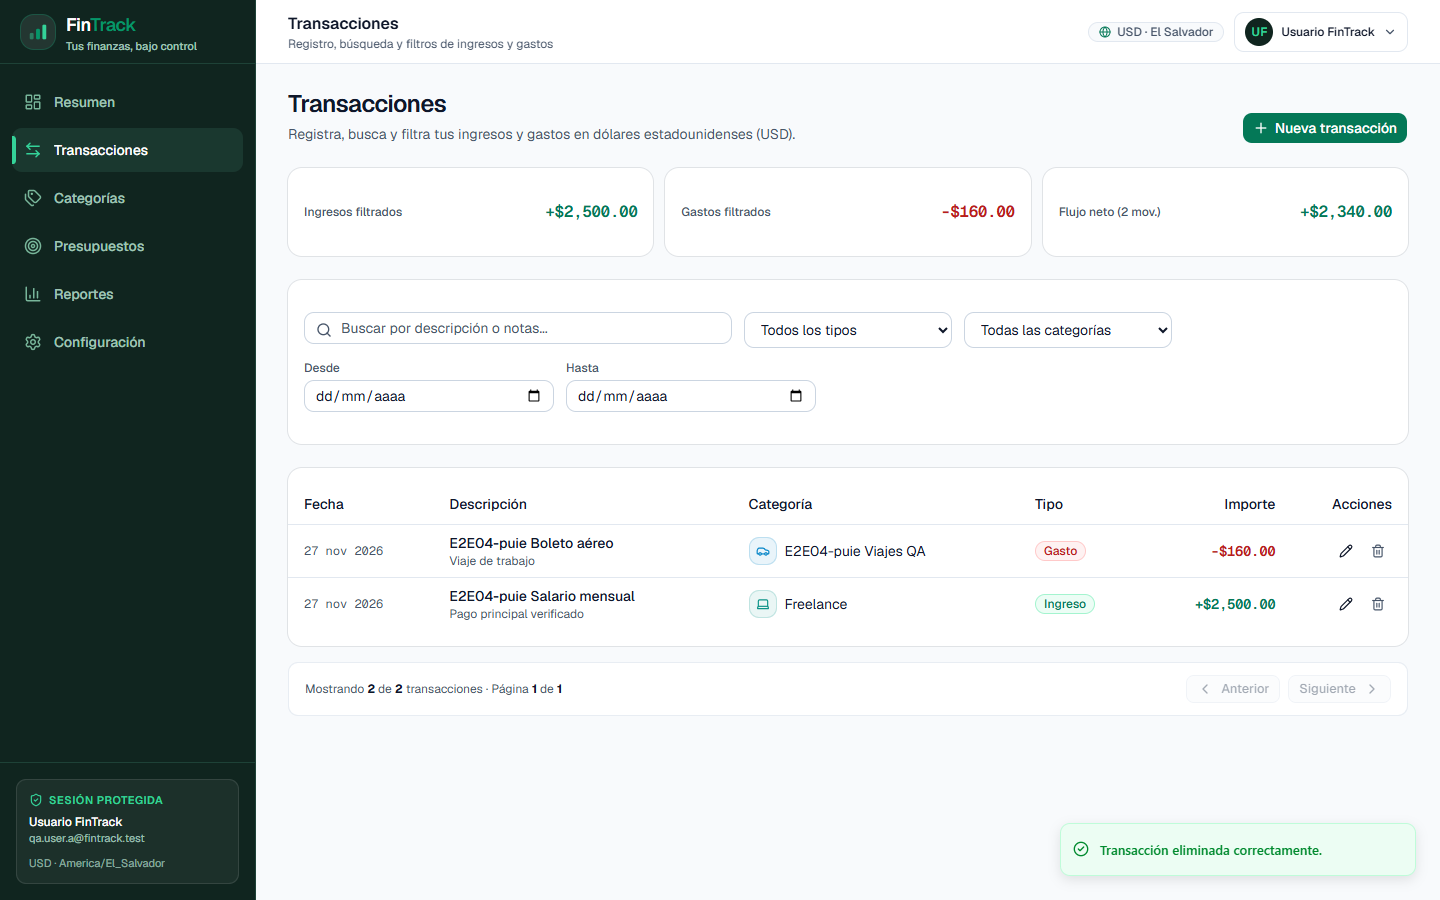 FinTrack
Tus finanzas, bajo control
Resumen
Transacciones
Categorías
Presupuestos
Reportes
Configuración
SESIÓN PROTEGIDA
Usuario FinTrack
qa.user.a@fintrack.test
USD · America/El_Salvador
Transacciones
Registro, búsqueda y filtros de ingresos y gastos
USD · El Salvador
UF Usuario FinTrack
Transacciones
Registra, busca y filtra tus ingresos y gastos en dólares estadounidenses (USD).
Nueva transacción
Ingresos filtrados +$2,500.00
Gastos filtrados -$160.00
Flujo neto (2 mov.) +$2,340.00
Buscar por descripción o notas...
Todos los tipos
Todas las categorías
Desde
Hasta
dd/mm/aaaa
dd/mm/aaaa
Fecha Descripción Categoría Tipo Importe Acciones
27 nov 2026 E2E04-puie Boleto aéreo E2E04-puie Viajes QA Gasto -$160.00
Viaje de trabajo
27 nov 2026 E2E04-puie Salario mensual Freelance Ingreso +$2,500.00
Pago principal verificado
Mostrando 2 de 2 transacciones · Página 1 de 1
Anterior
Siguiente
Transacción eliminada correctamente.